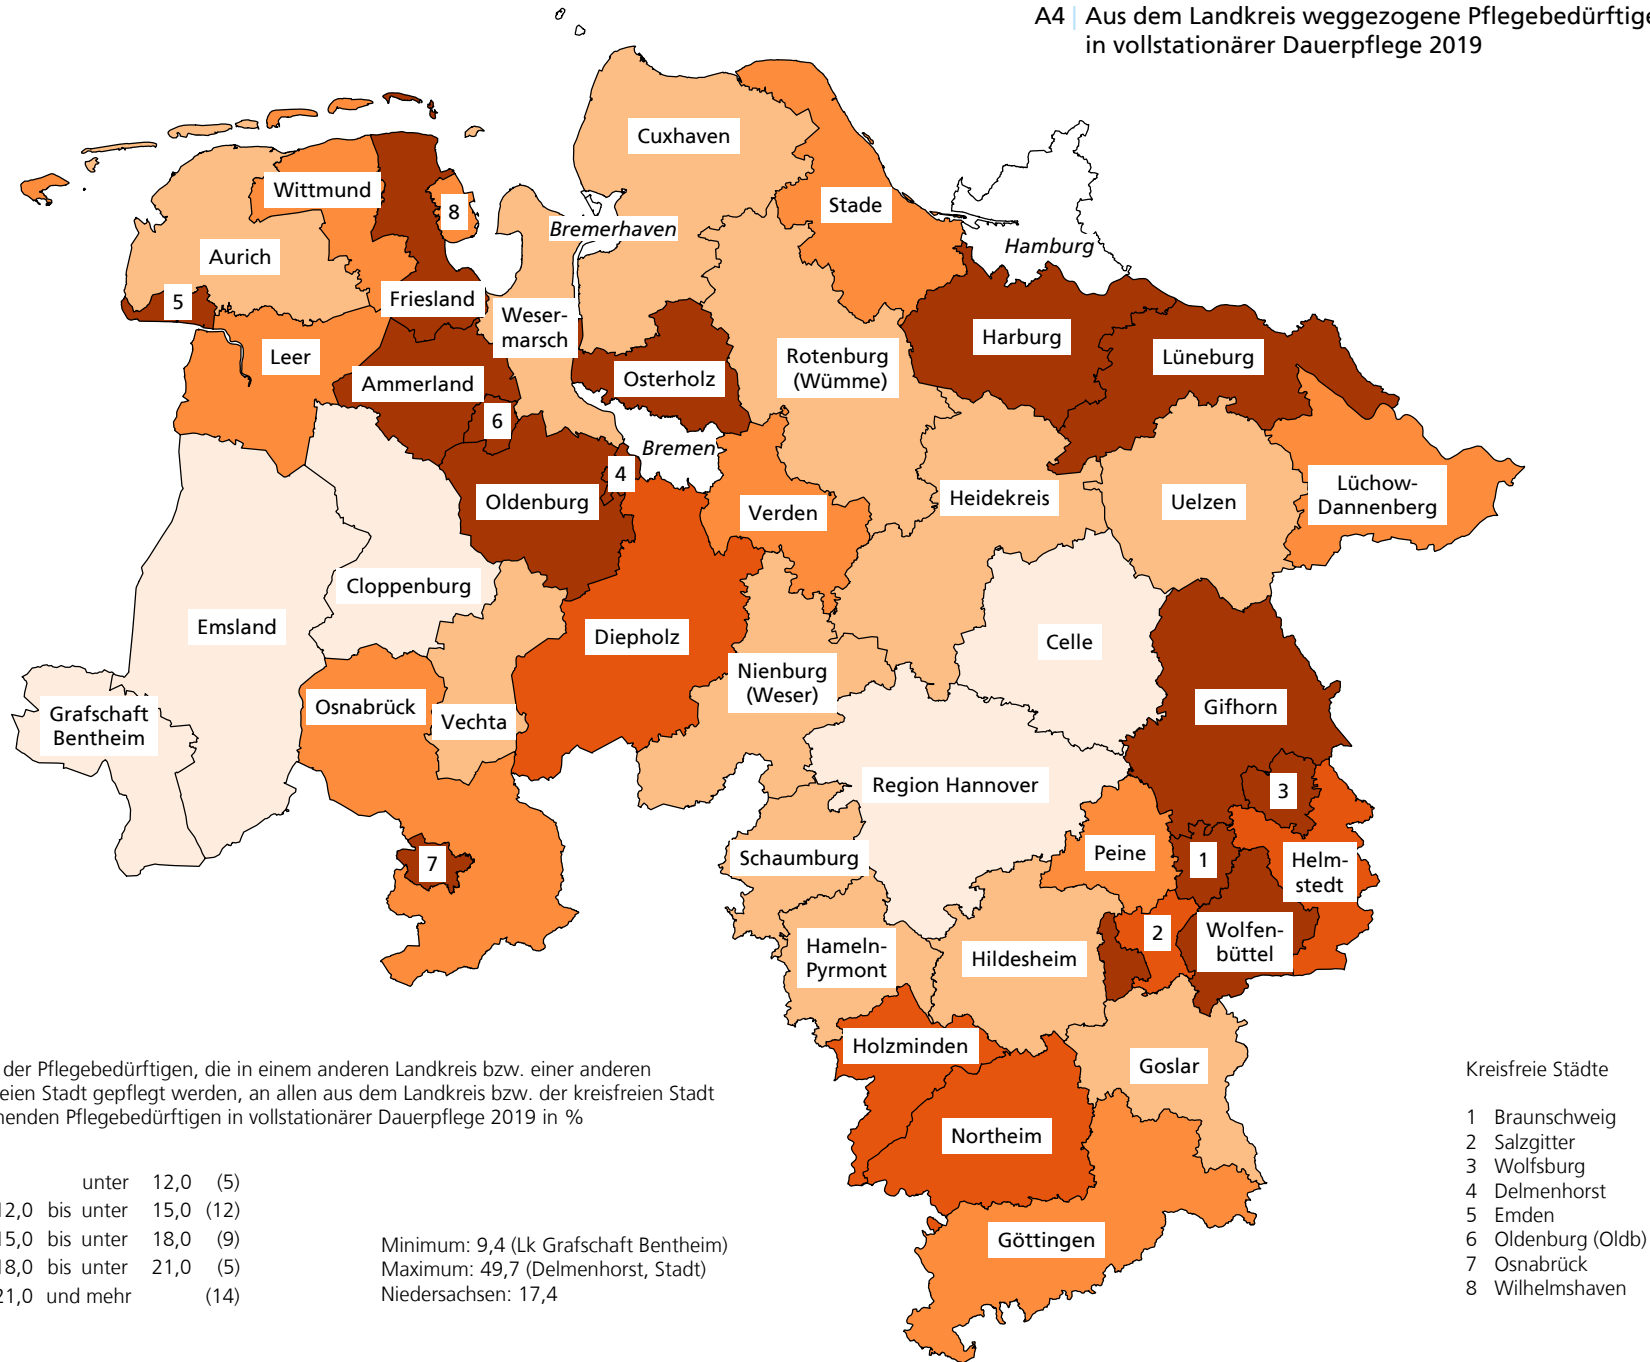 A4 | Aus dem Landkreis weggezogene Pflegebedürftige
in vollstationärer Dauerpflege 2019
Cuxhaven
Wittmund
8
Stade
Bremerhaven
Hamburg
Aurich
5
Friesland
Weser-
marsch
Harburg
Leer
Rotenburg
(Wümme)
Lüneburg
Ammerland
Osterholz
6
Bremen
4
Oldenburg
Verden
Heidekreis
Uelzen
Lüchow-
Dannenberg
Cloppenburg
Emsland
Diepholz
Celle
Nienburg
(Weser)
Grafschaft
Bentheim
Osnabrück
Vechta
Gifhorn
Region Hannover
3
Schaumburg
Peine
1
Helm-
stedt
7
2
Wolfen-
büttel
Hameln-
Pyrmont
Hildesheim
Holzminden
Goslar
Northeim
Göttingen
der Pflegebedürftigen, die in einem anderen Landkreis bzw. einer anderen
eien Stadt gepflegt werden, an allen aus dem Landkreis bzw. der kreisfreien Stadt
enden Pflegebedürftigen in vollstationärer Dauerpflege 2019 in %
unter 12,0 (5)
12,0 bis unter 15,0 (12)
15,0 bis unter 18,0 (9)
18,0 bis unter 21,0 (5)
21,0 und mehr (14)
Minimum: 9,4 (Lk Grafschaft Bentheim)
Maximum: 49,7 (Delmenhorst, Stadt)
Niedersachsen: 17,4
Kreisfreie Städte
1 Braunschweig
2 Salzgitter
3 Wolfsburg
4 Delmenhorst
5 Emden
6 Oldenburg (Oldb)
7 Osnabrück
8 Wilhelmshaven